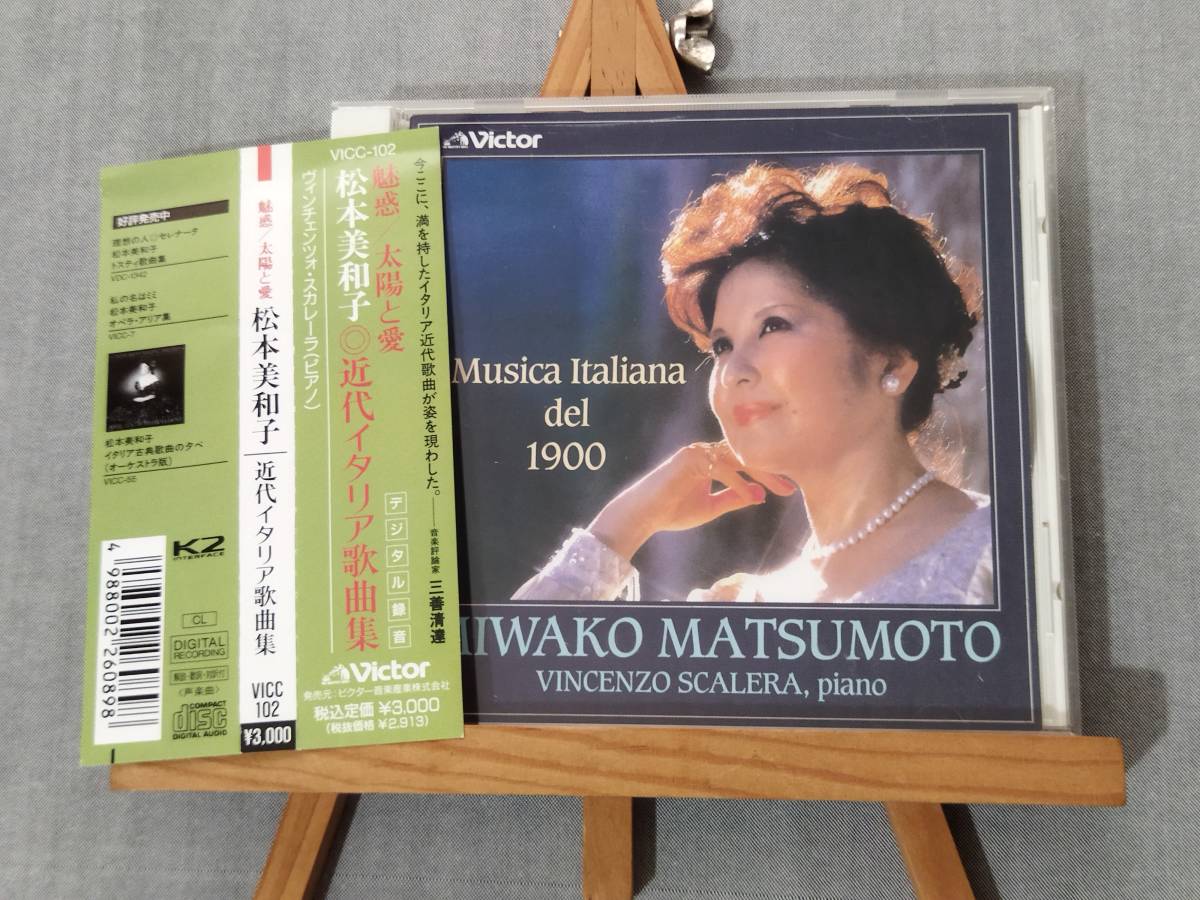 好評発売中
理想の人◎セレナータ
松本美和子
トスティ歌曲集
VDC-1342
私の名はミミ
松本美和子
オペラ・アリア集
VICC-7
松本美和子
イタリア古典歌曲の夕べ
(オーケストラ版)
VICC-55
4 988002 260898
K2
INTERFACE
CL
DIGITAL
RECORDING
解説・歌詞・対訳付
〈声楽曲〉
COMPACT
disc
DIGITAL AUDIO
魅惑/太陽と愛
松本美和子
近代イタリア歌曲集
VICC
102
¥3,000
VICC-102
今ここに、満を持したイタリア近代歌曲が姿を現わした。――音楽評論家 三善清達
魅惑/太陽と愛
松本美和子◎近代イタリア歌曲集
ヴィンチェンツォ・スカレーラ(ピアノ)
デジタル録音
Victor
発売元:ビクター音楽産業株式会社
税込定価 ¥3,000
(税抜価格 ¥2,913)
Victor
Musica Italiana
del
1900
MIWAKO MATSUMOTO
VINCENZO SCALERA, piano